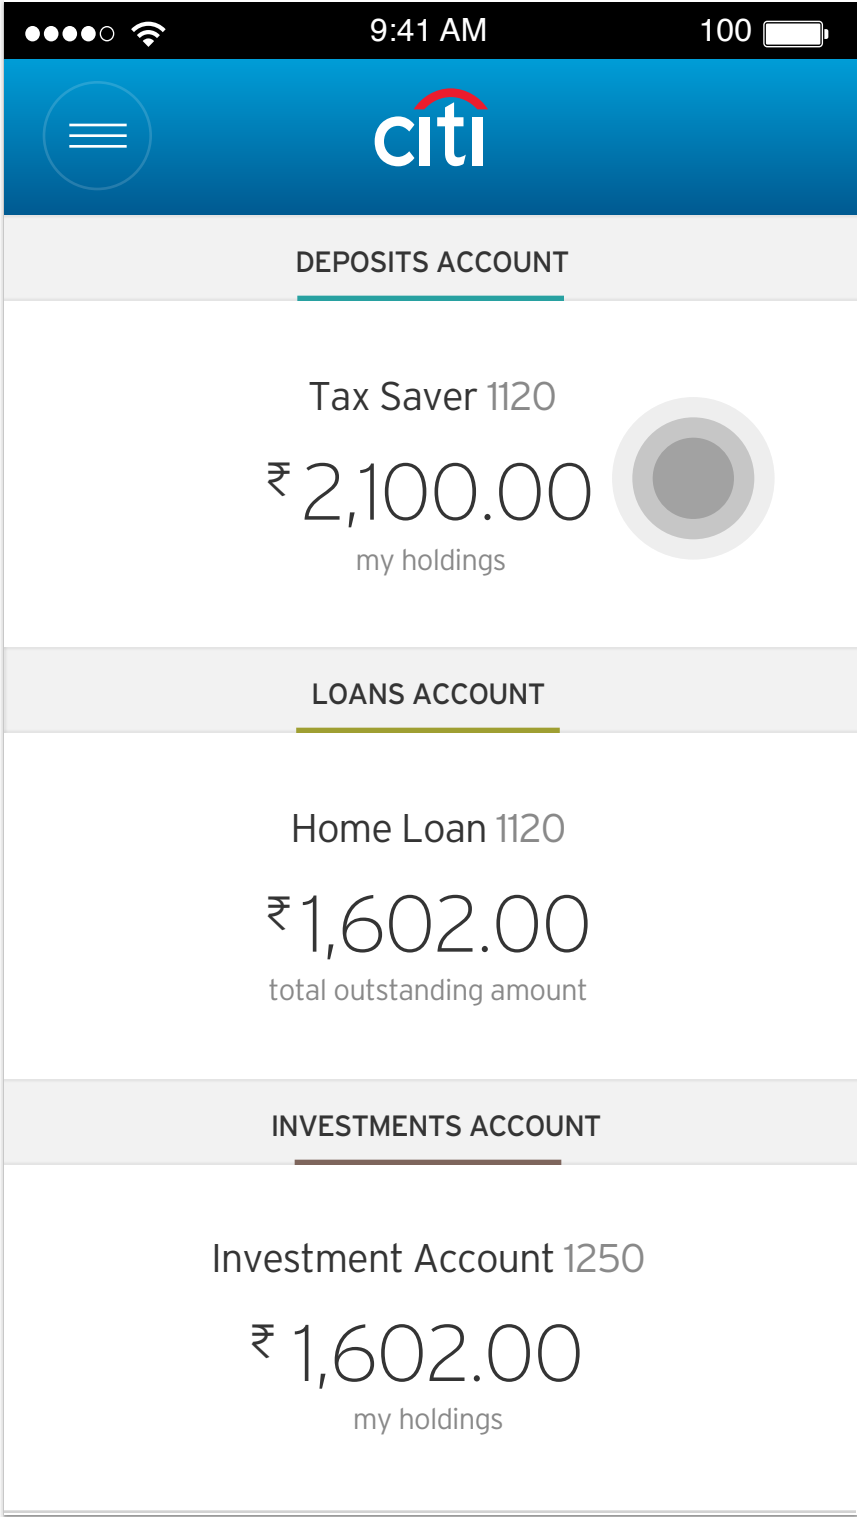 9:41 AM 100
citi
DEPOSITS ACCOUNT
Tax Saver 1120
₹ 2,100.00
my holdings
LOANS ACCOUNT
Home Loan 1120
₹ 1,602.00
total outstanding amount
INVESTMENTS ACCOUNT
Investment Account 1250
₹ 1,602.00
my holdings